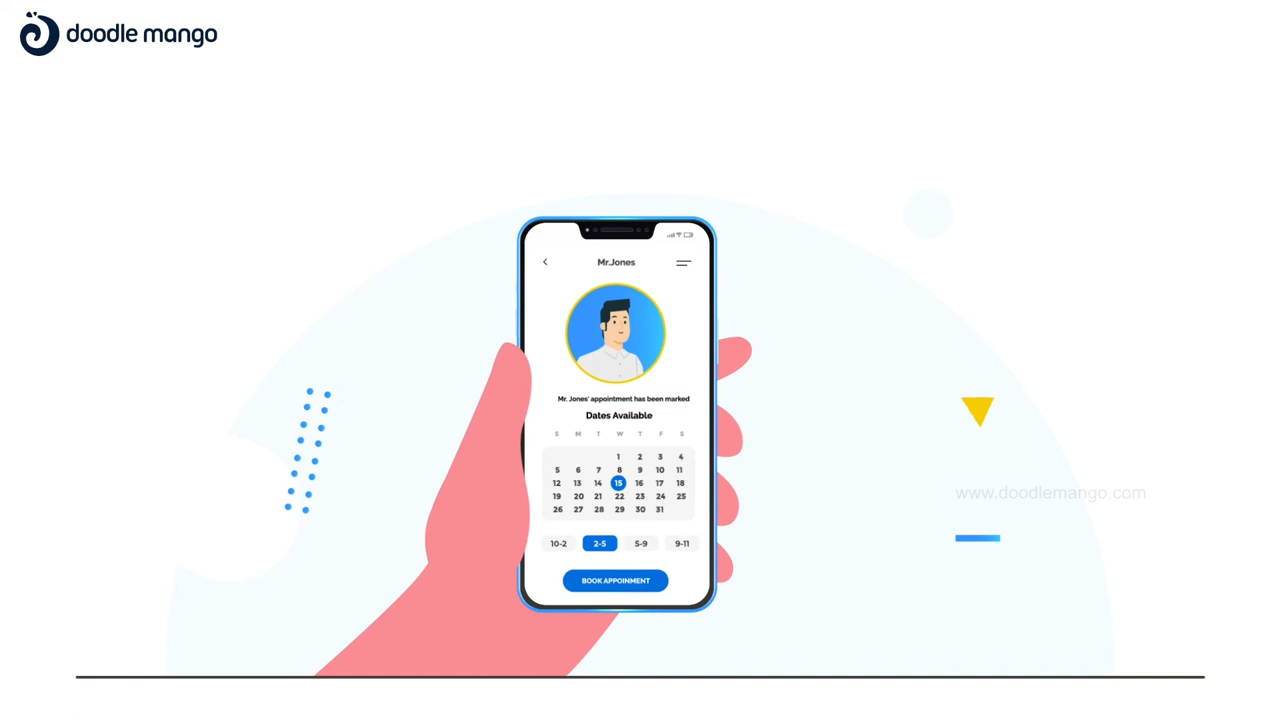 doodle mango
Mr.Jones
Mr. Jones' appointment has been marked
Dates Available
S M T W T F S
1 2 3 4
5 6 7 8 9 10 11
12 13 14 15 16 17 18
19 20 21 22 23 24 25
26 27 28 29 30 31
www.doodlemango.com
10-2 2-5 5-9 9-11
BOOK APPOINMENT